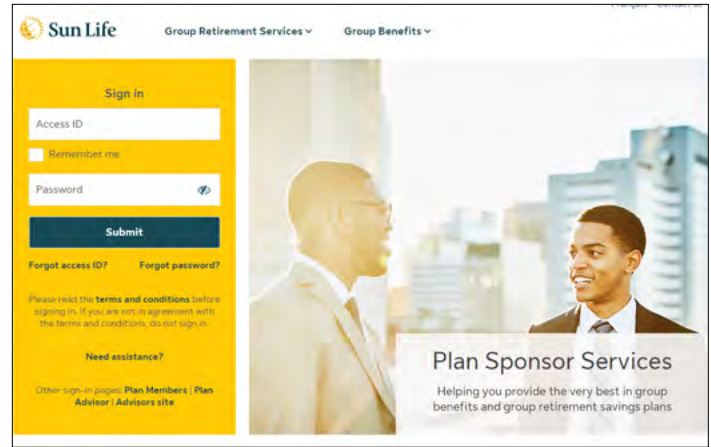 Français Contact us
Sun Life
Group Retirement Services
Group Benefits
Sign in
Access ID
Remember me
Password
Submit
Forgot access ID? Forgot password?
Please read the terms and conditions before
signing in. If you are not in agreement with
the terms and conditions, do not sign in.
Need assistance?
Other sign-in pages: Plan Members | Plan
Advisor | Advisors site
Plan Sponsor Services
Helping you provide the very best in group
benefits and group retirement savings plans